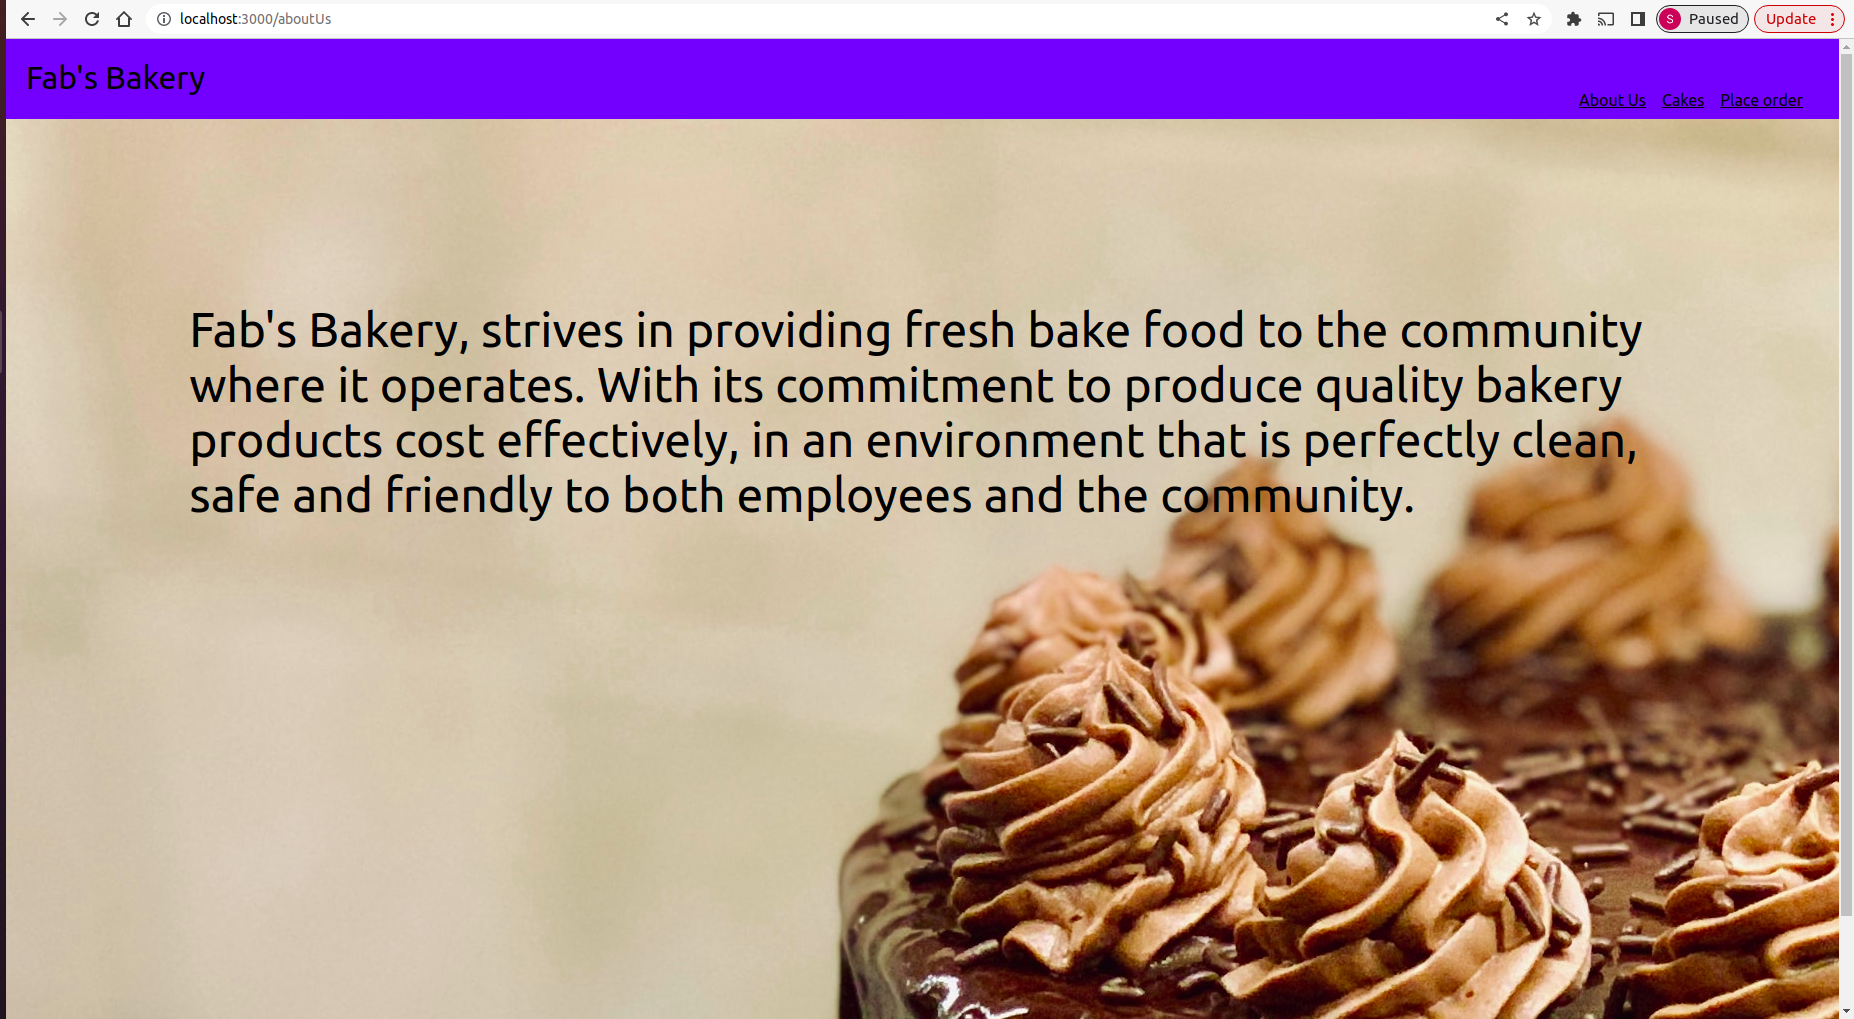 localhost:3000/aboutUs
S Paused
Update
Fab's Bakery
About Us Cakes Place order
Fab's Bakery, strives in providing fresh bake food to the community
where it operates. With its commitment to produce quality bakery
products cost effectively, in an environment that is perfectly clean,
safe and friendly to both employees and the community.